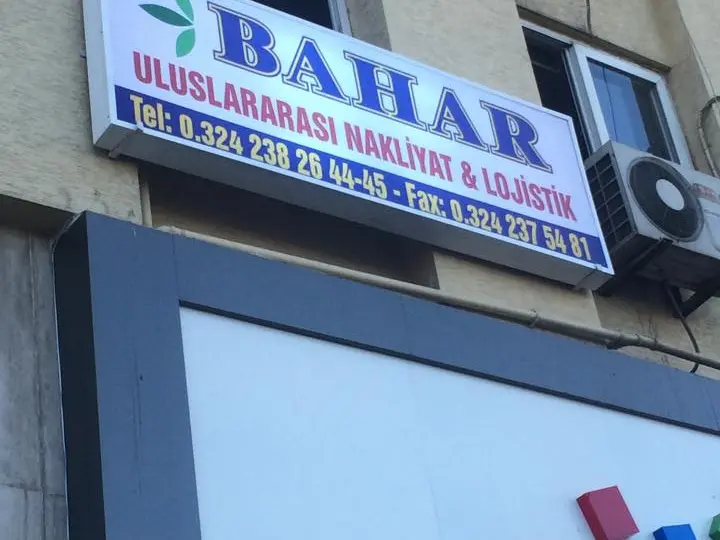 BAHAR
ULUSLARARASI NAKLİYAT & LOJİSTİK
Tel: 0.324 238 26 44-45 - Fax: 0.324 237 54 81